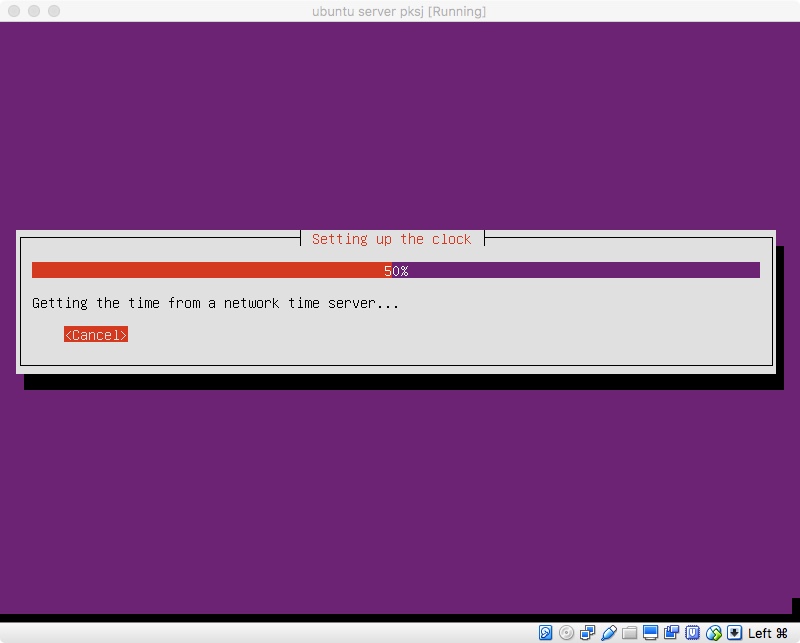 ubuntu server pksj [Running]
Setting up the clock
50%
Getting the time from a network time server...
<Cancel>
Left ⌘